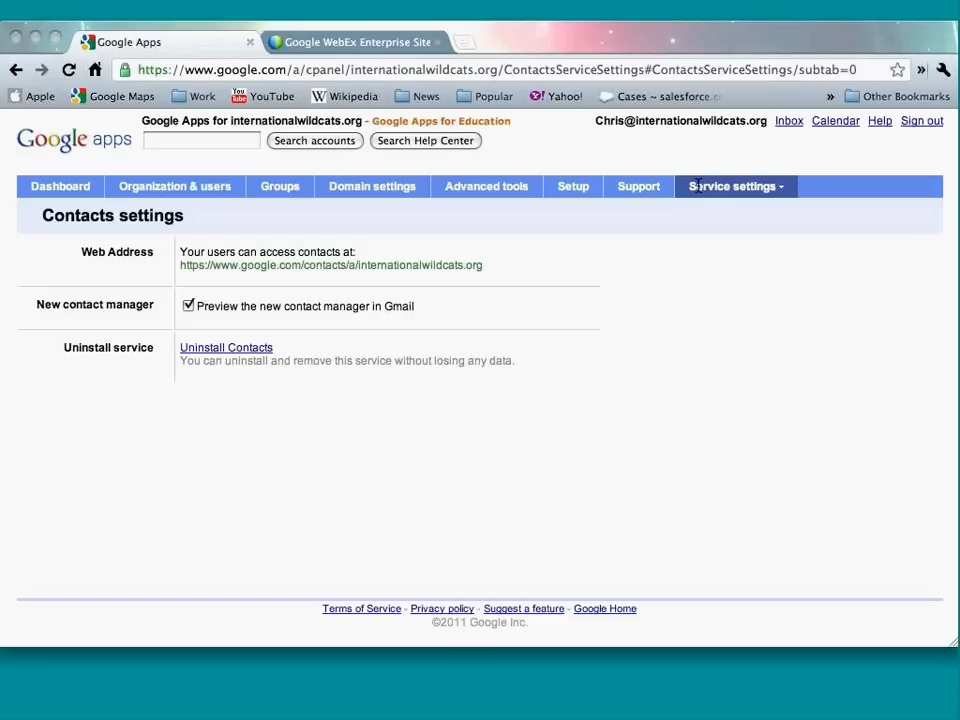 Google Apps
Google WebEx Enterprise Site
https://www.google.com/a/cpanel/internationalwildcats.org/ContactsServiceSettings#ContactsServiceSettings/subtab=0
»
Apple
Google Maps
Work
YouTube
Wikipedia
News
Popular
Yahoo!
Cases ~ salesforce.c
»
Other Bookmarks
Google apps
Google Apps for internationalwildcats.org - Google Apps for Education
Chris@internationalwildcats.org Inbox Calendar Help Sign out
Search accounts
Search Help Center
Dashboard
Organization & users
Groups
Domain settings
Advanced tools
Setup
Support
Service settings
Contacts settings
Web Address
Your users can access contacts at:
https://www.google.com/contacts/a/internationalwildcats.org
New contact manager
Preview the new contact manager in Gmail
Uninstall service
Uninstall Contacts
You can uninstall and remove this service without losing any data.
Terms of Service - Privacy policy - Suggest a feature - Google Home
©2011 Google Inc.